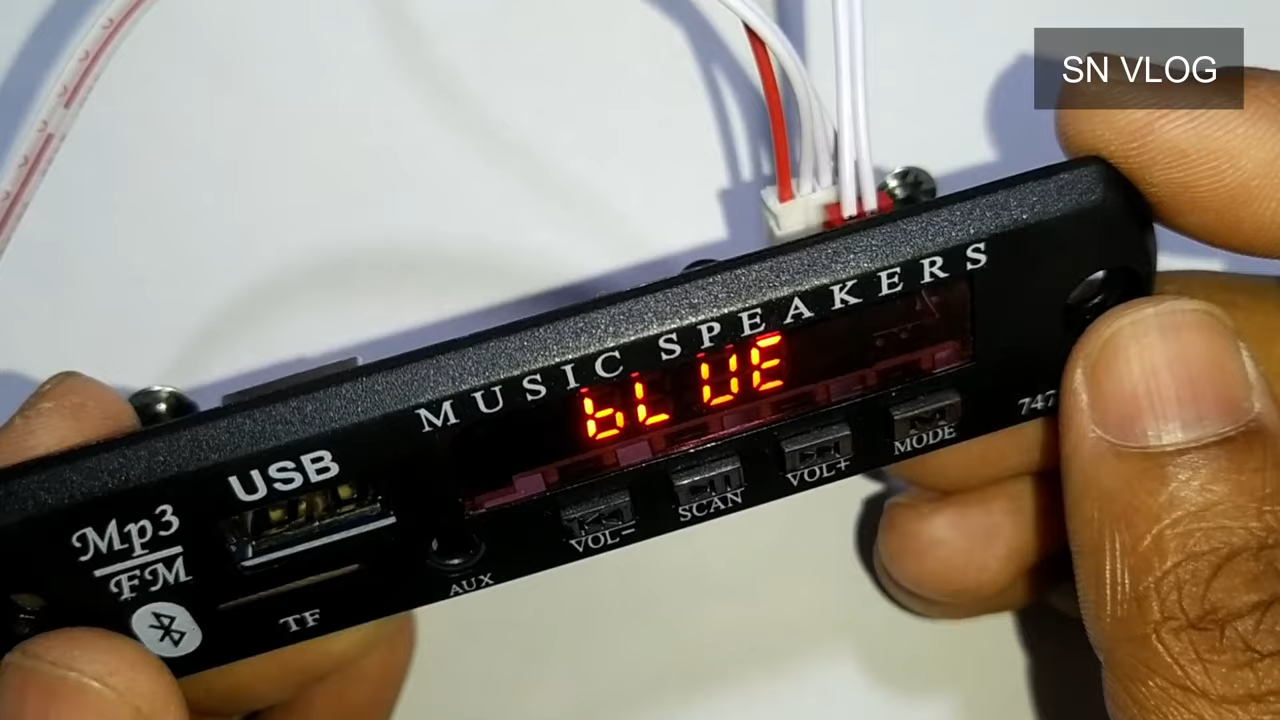 SN VLOG
MUSIC SPEAKERS
bLUE
USB
Mp3
FM
TF
AUX
VOL-
SCAN
VOL+
MODE
747